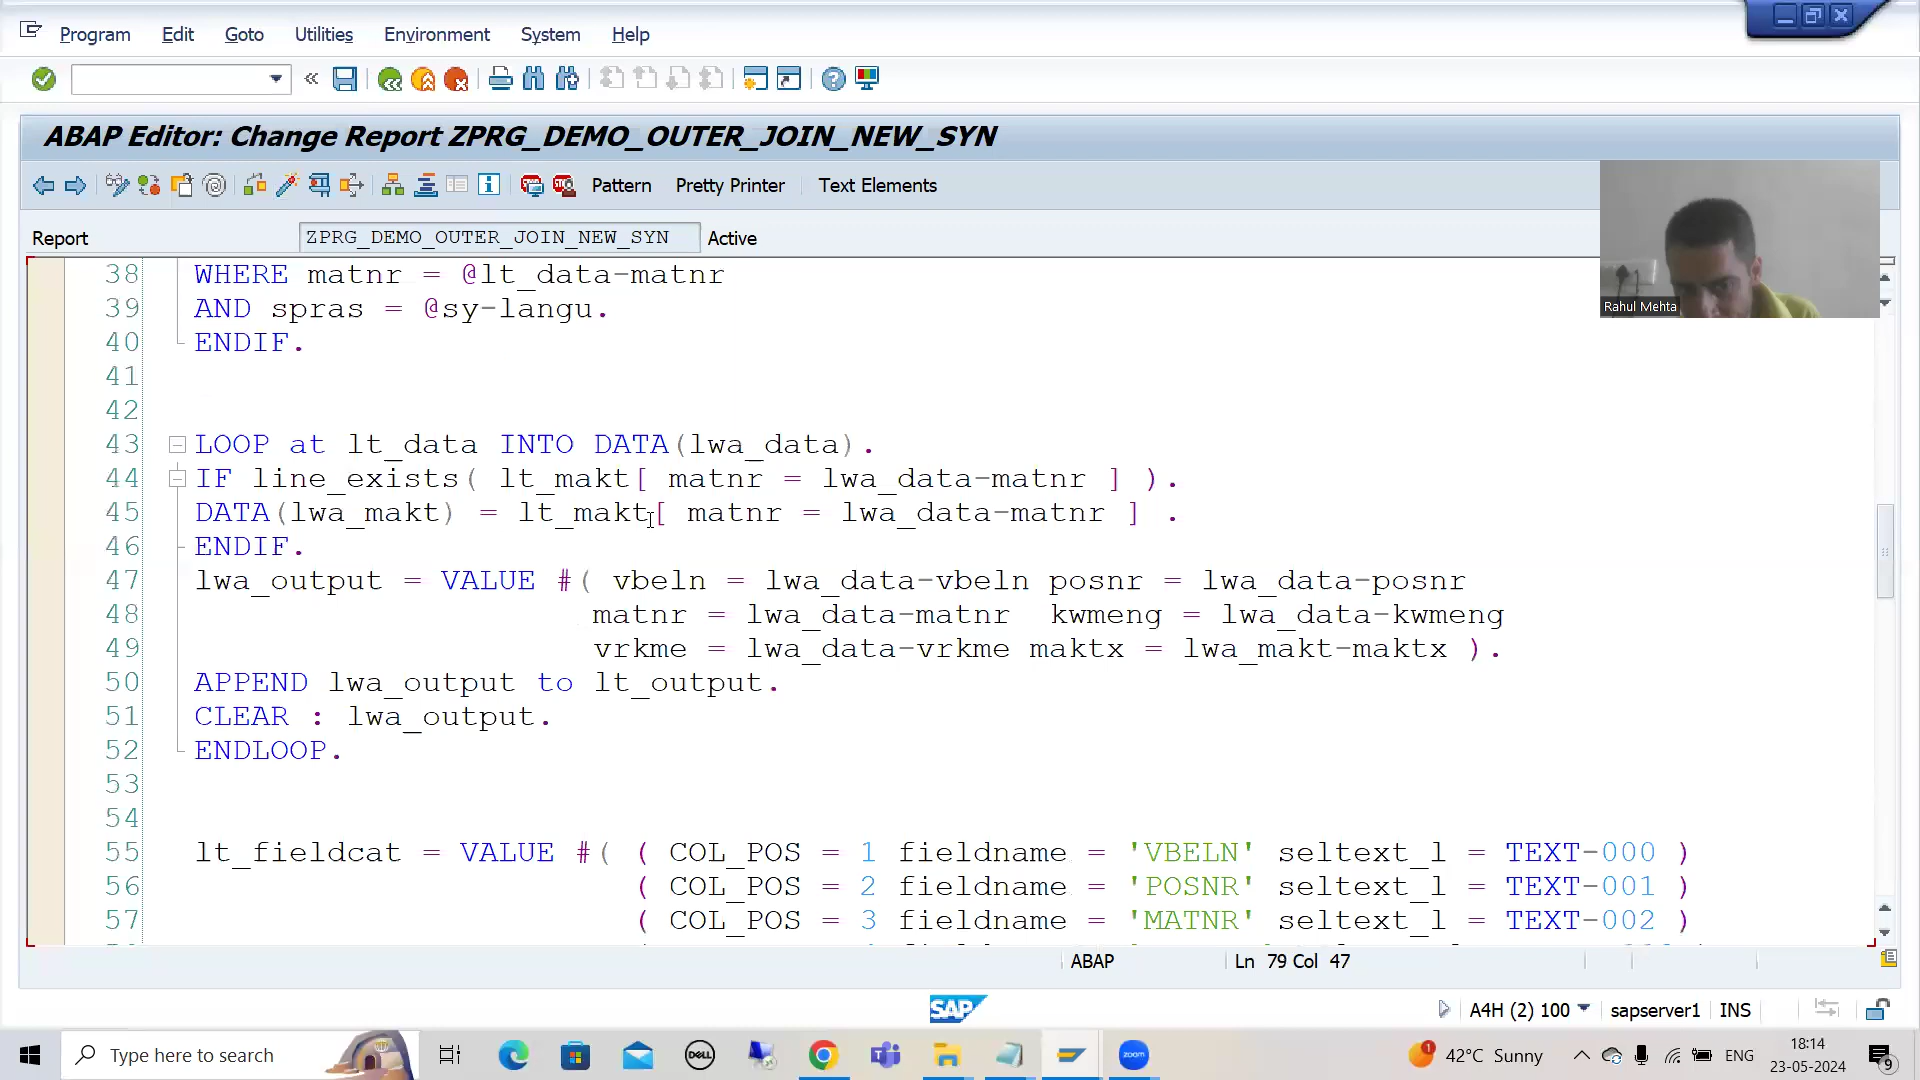 Program Edit Goto Utilities Environment System Help
ABAP Editor: Change Report ZPRG_DEMO_OUTER_JOIN_NEW_SYN
Pattern Pretty Printer Text Elements
Report ZPRG_DEMO_OUTER_JOIN_NEW_SYN Active
Rahul Mehta
38 WHERE matnr = @lt_data-matnr
39 AND spras = @sy-langu.
40 ENDIF.
41
42
43 LOOP at lt_data INTO DATA(lwa_data).
44 IF line_exists( lt_makt[ matnr = lwa_data-matnr ] ).
45 DATA(lwa_makt) = lt_makt[ matnr = lwa_data-matnr ] .
46 ENDIF.
47 lwa_output = VALUE #( vbeln = lwa_data-vbeln posnr = lwa_data-posnr
48 matnr = lwa_data-matnr kwmeng = lwa_data-kwmeng
49 vrkme = lwa_data-vrkme maktx = lwa_makt-maktx ).
50 APPEND lwa_output to lt_output.
51 CLEAR : lwa_output.
52 ENDLOOP.
53
54
55 lt_fieldcat = VALUE #( ( COL_POS = 1 fieldname = 'VBELN' seltext_l = TEXT-000 )
56 ( COL_POS = 2 fieldname = 'POSNR' seltext_l = TEXT-001 )
57 ( COL_POS = 3 fieldname = 'MATNR' seltext_l = TEXT-002 )
ABAP Ln 79 Col 47
SAP A4H (2) 100 sapserver1 INS
Type here to search
DELL
zoom
1
42°C Sunny
ENG
18:14
23-05-2024
9